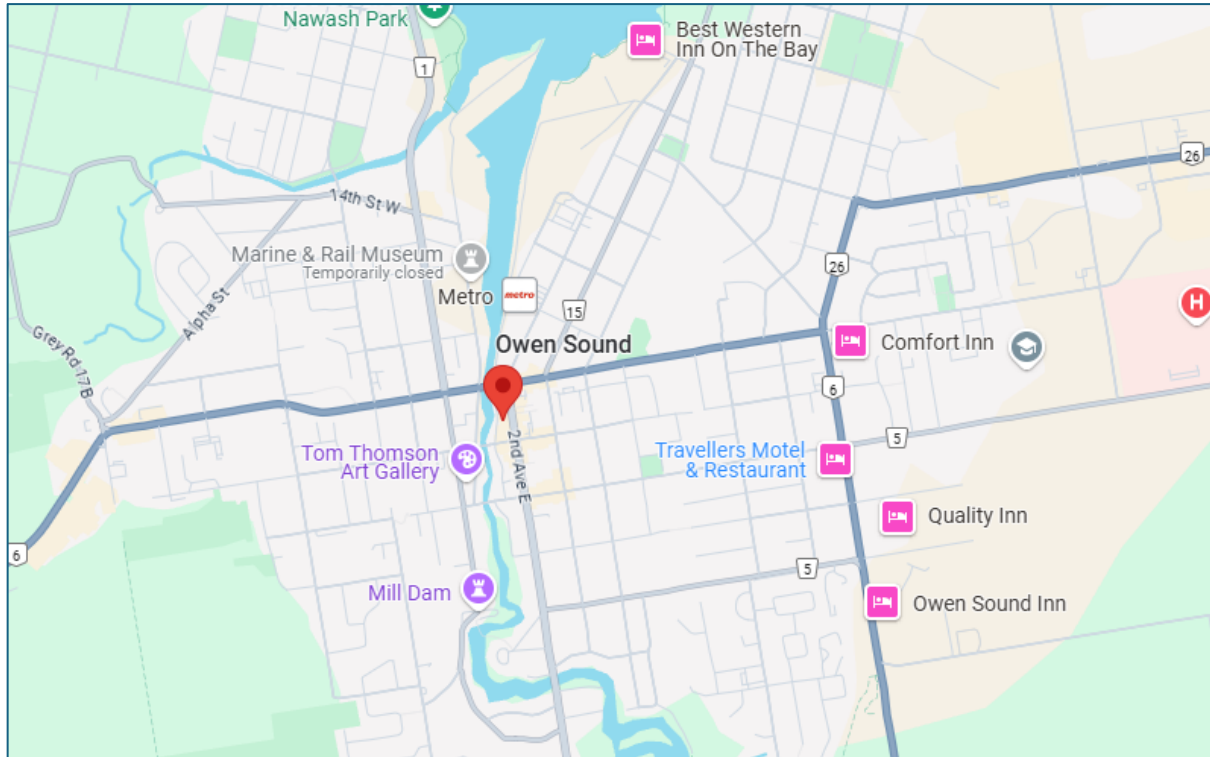 Nawash Park
1
Best Western
Inn On The Bay
26
14th St W
Marine & Rail Museum
Temporarily closed
26
Metro
metro
15
Alpha St
Grey Rd 17B
H
Owen Sound
Comfort Inn
6
5
2nd Ave E
Tom Thomson
Art Gallery
Travellers Motel
& Restaurant
Quality Inn
6
5
Mill Dam
Owen Sound Inn